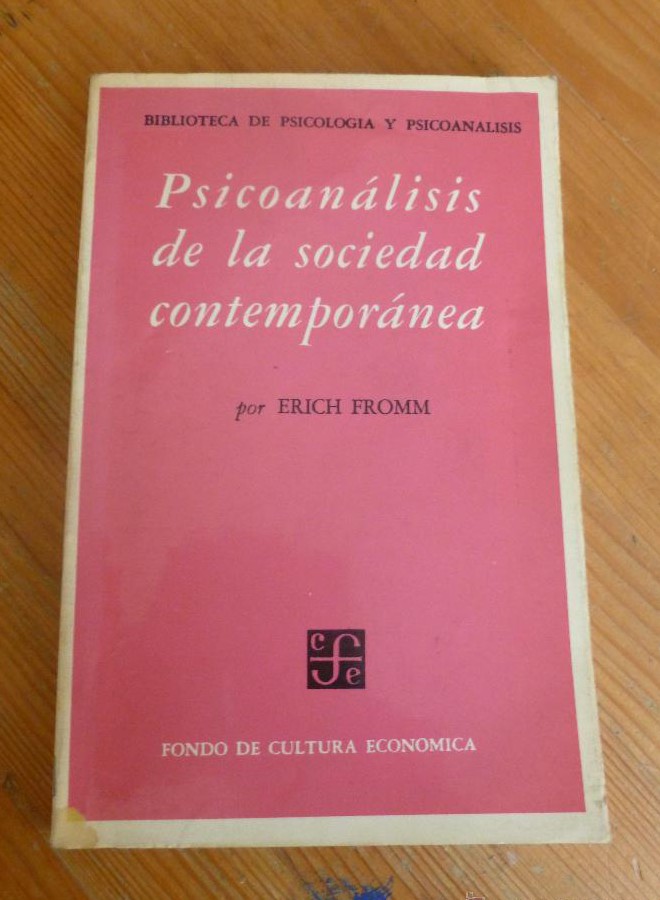 BIBLIOTECA DE PSICOLOGIA Y PSICOANALISIS
Psicoanálisis
de la sociedad
contemporánea
por ERICH FROMM
c
f
e
FONDO DE CULTURA ECONOMICA